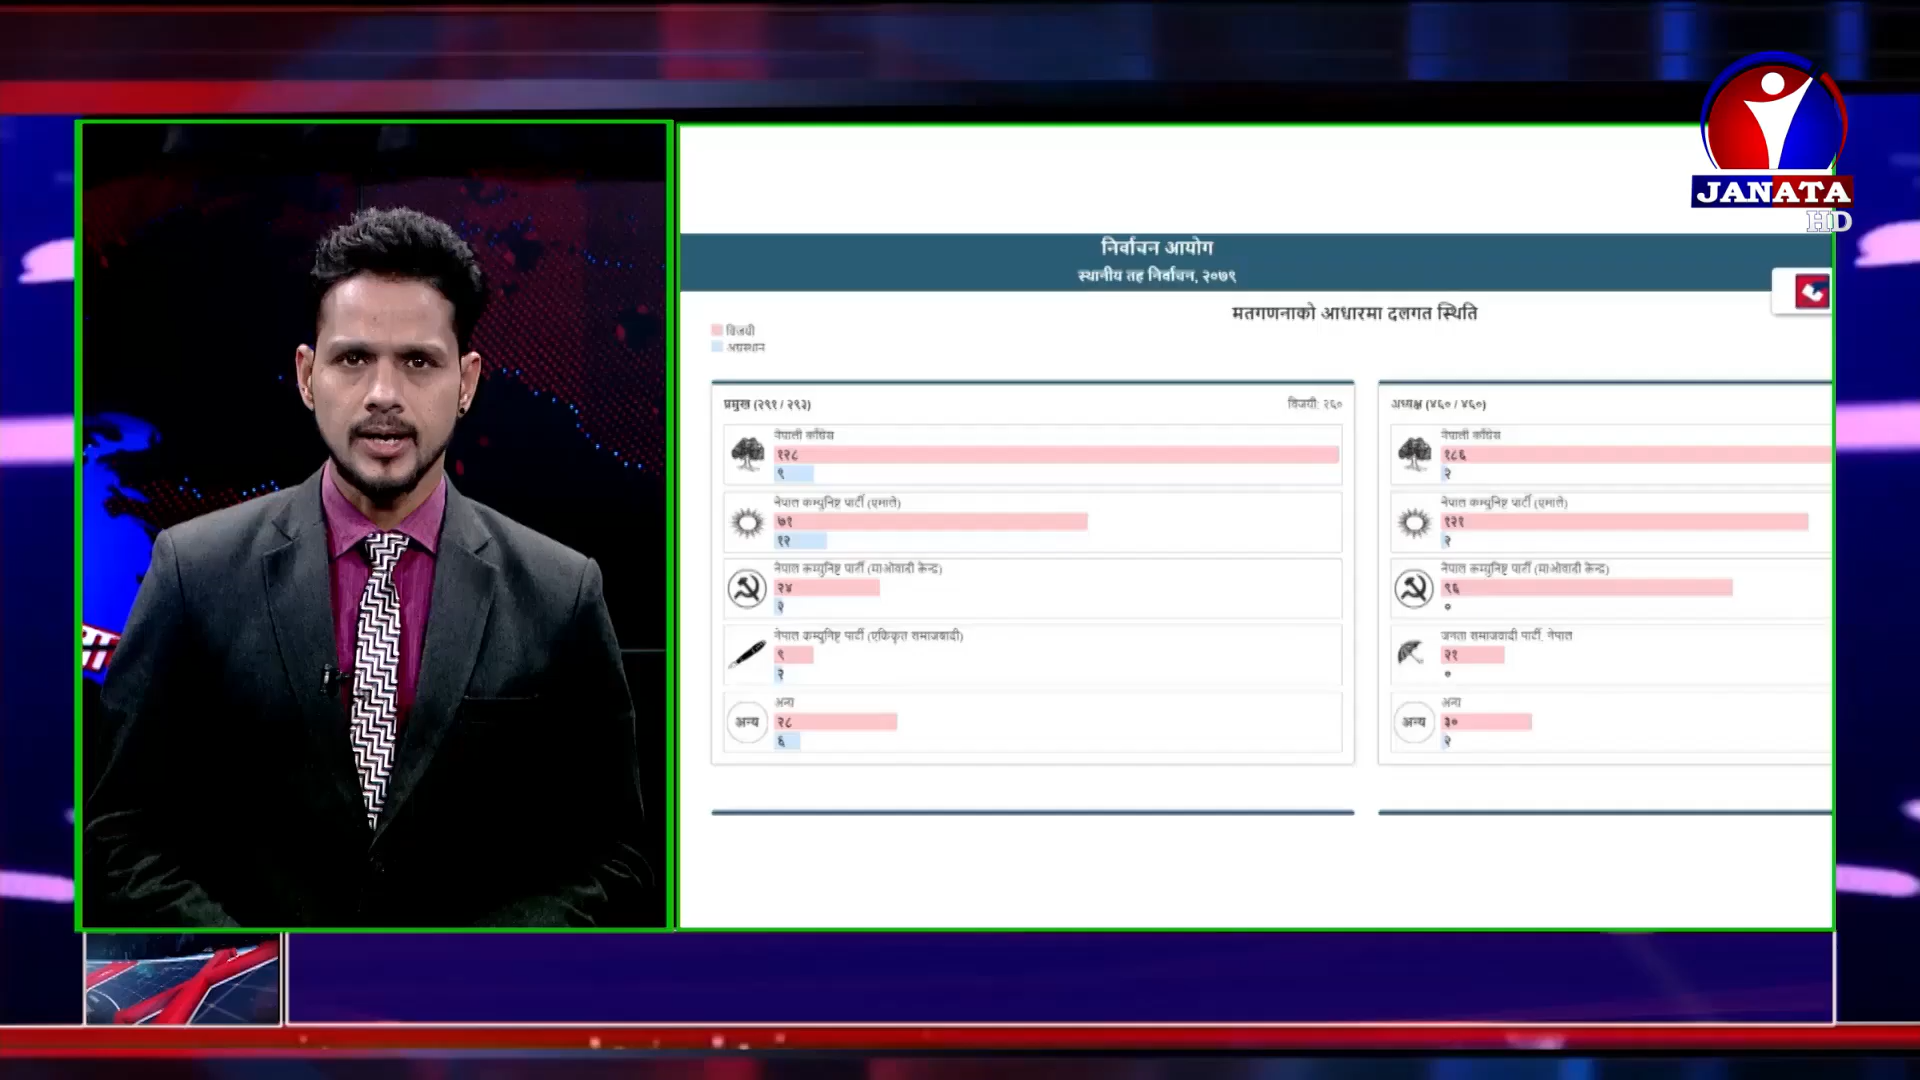 JANATA
HD
निर्वाचन आयोग
स्थानीय तह निर्वाचन, २०७९
मतगणनाको आधारमा दलगत स्थिति
विजयी
अग्रस्थान
प्रमुख (२९१ / २९३)
विजयी: २६०
नेपाली काँग्रेस
१२८
९
नेपाल कम्युनिष्ट पार्टी (एमाले)
७१
१२
नेपाल कम्युनिष्ट पार्टी (माओवादी केन्द्र)
२४
नेपाल कम्युनिष्ट पार्टी (एकिकृत समाजवादी)
९
२
अन्य
अन्य
२८
६
अध्यक्ष (४६० / ४६०)
नेपाली काँग्रेस
१८६
२
नेपाल कम्युनिष्ट पार्टी (एमाले)
१२१
२
नेपाल कम्युनिष्ट पार्टी (माओवादी केन्द्र)
९६
०
जनता समाजवादी पार्टी, नेपाल
२१
०
अन्य
अन्य
३०
२